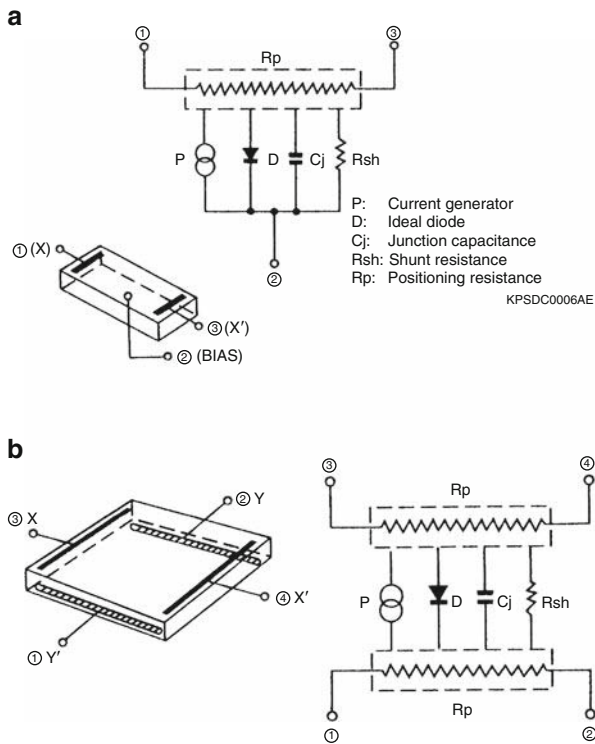 a
① ③
Rp
P D Cj Rsh
②
P: Current generator
D: Ideal diode
Cj: Junction capacitance
Rsh: Shunt resistance
Rp: Positioning resistance
KPSDC0006AE
① (X)
③ (X')
② (BIAS)
b
② Y
③ X
④ X'
① Y'
③ ④
Rp
P D Cj Rsh
Rp
① ②